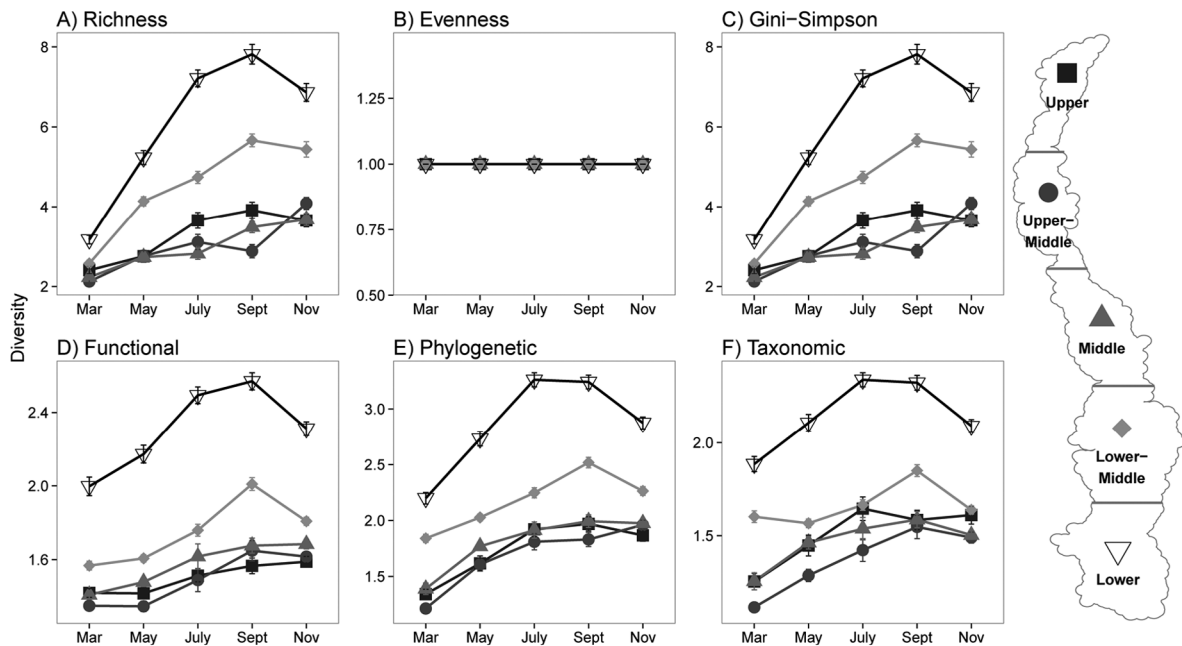 A) Richness
B) Evenness
C) Gini−Simpson
8
6
4
2
1.25
1.00
0.75
0.50
8
6
4
2
Mar May July Sept Nov
Mar May July Sept Nov
Mar May July Sept Nov
Diversity
D) Functional
E) Phylogenetic
F) Taxonomic
2.4
2.0
1.6
3.0
2.5
2.0
1.5
2.0
1.5
Mar May July Sept Nov
Mar May July Sept Nov
Mar May July Sept Nov
Upper
Upper−
Middle
Middle
Lower−
Middle
Lower